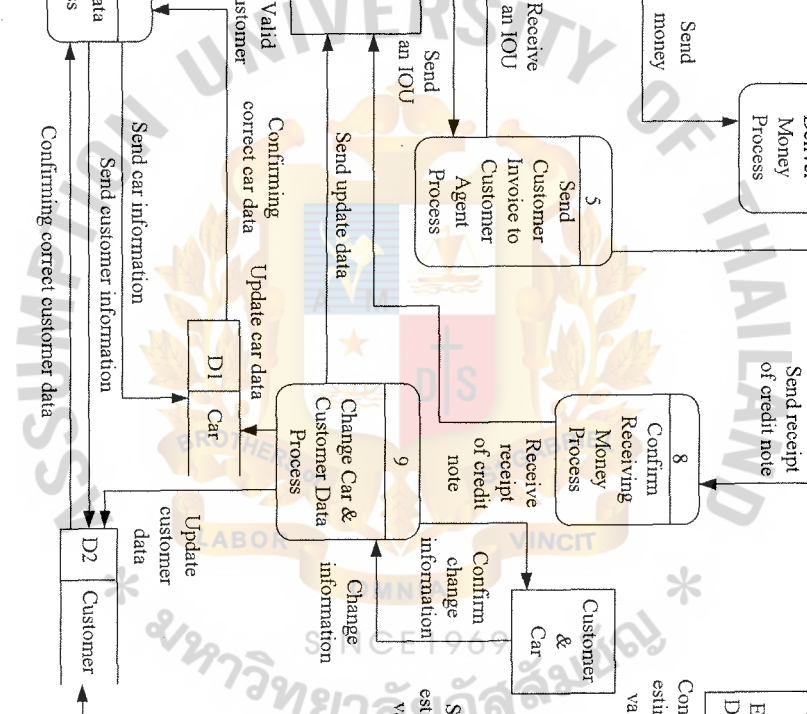 Send
money
Money
Process
Receive
an IOU
Send
an IOU
5
Send
Customer
Invoice to
Customer
Agent
Process
Send receipt
of credit note
8
Confirm
Receiving
Money
Process
Receive
receipt
of credit
note
Valid
Confirming
correct car data
Send update data
Update car data
D1
Car
9
Change Car &
Customer Data
Process
Confirm
change
information
Change
information
Customer
&
Car
Send car information
Send customer information
Confirming correct customer data
Update
customer
data
D2
Customer
UNIVERSITY OF THAILAND
BROTHERS
LABOR
OMNIA
VINCIT
D S
SINCE 1969